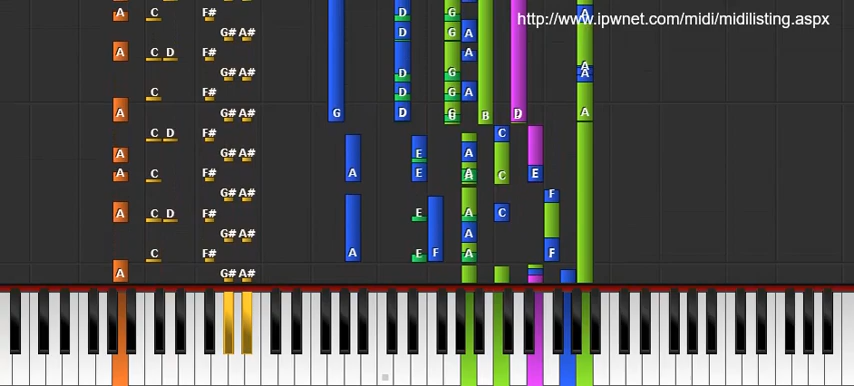 http://www.ipwnet.com/midi/midilisting.aspx
A C F# D G
G# A# D A
A C D F# A
G# A# D G A A
C F# D G A
A G# A# G D G B D A
C D F# C
A G# A# E A
A C F# A E A C E
G# A# F
A C D F# E A C
G# A# A
C F# A E F A F
A G# A#